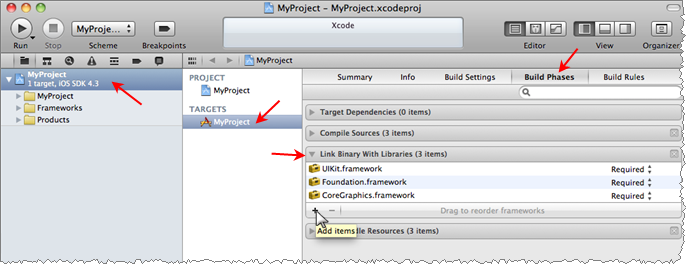 MyProject – MyProject.xcodeproj
Xcode
MyProje...
Run Stop Scheme Breakpoints Editor View Organizer
MyProject
MyProject
1 target, iOS SDK 4.3
MyProject
Frameworks
Products
PROJECT
MyProject
TARGETS
MyProject
Summary Info Build Settings Build Phases Build Rules
Target Dependencies (0 items)
Compile Sources (3 items)
Link Binary With Libraries (3 items)
UIKit.framework Required
Foundation.framework Required
CoreGraphics.framework Required
+ – Drag to reorder frameworks
Add items dle Resources (3 items)